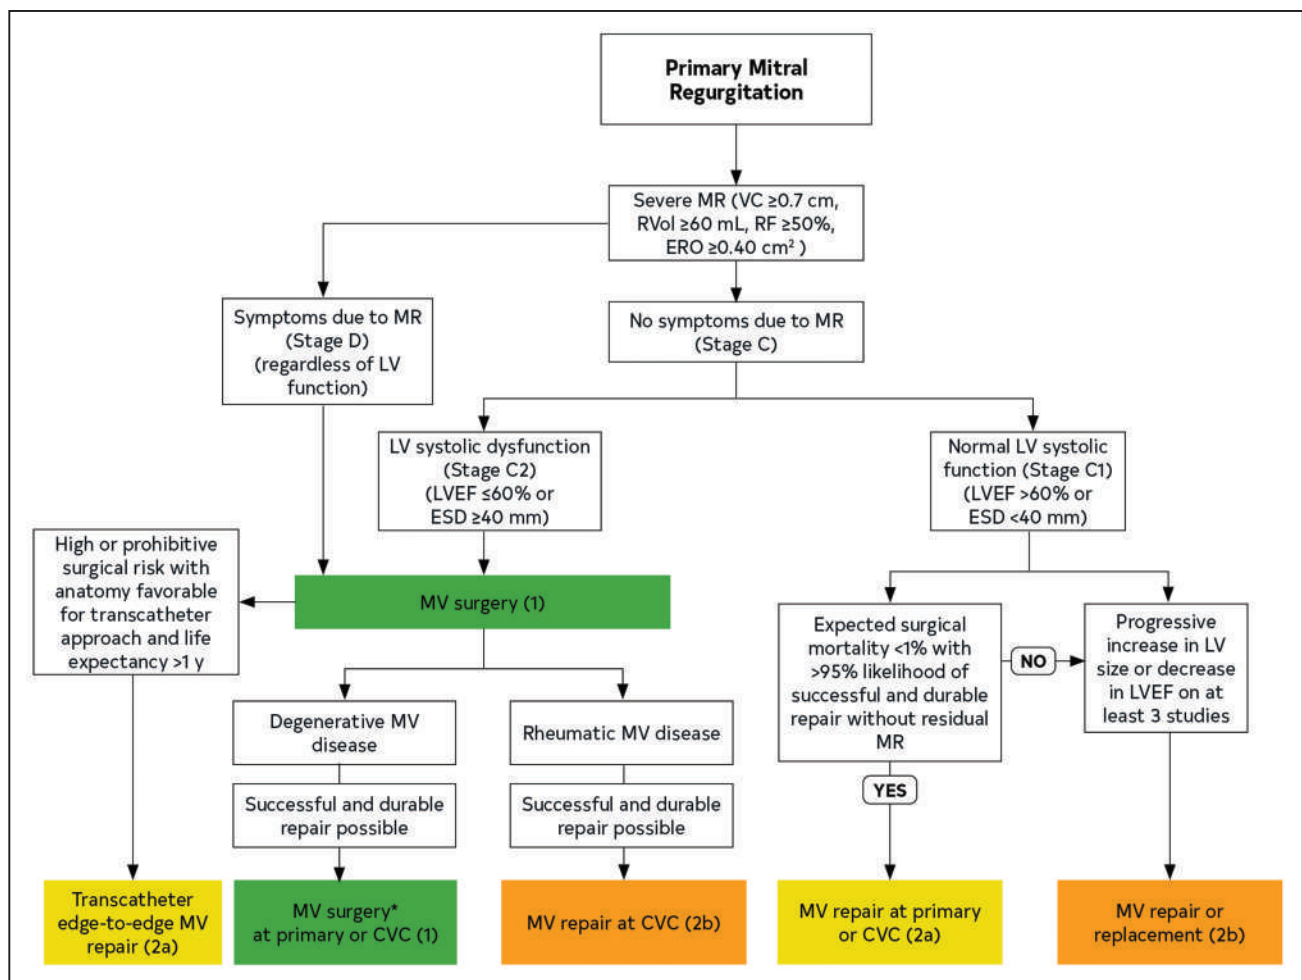 Primary Mitral
Regurgitation
Severe MR (VC ≥0.7 cm,
RVol ≥60 mL, RF ≥50%,
ERO ≥0.40 cm² )
Symptoms due to MR
(Stage D)
(regardless of LV
function)
No symptoms due to MR
(Stage C)
LV systolic dysfunction
(Stage C2)
(LVEF ≤60% or
ESD ≥40 mm)
Normal LV systolic
function (Stage C1)
(LVEF >60% or
ESD <40 mm)
High or prohibitive
surgical risk with
anatomy favorable
for transcatheter
approach and life
expectancy >1 y
MV surgery (1)
Expected surgical
mortality <1% with
>95% likelihood of
successful and durable
repair without residual
MR
NO
Progressive
increase in LV
size or decrease
in LVEF on at
least 3 studies
Degenerative MV
disease
Rheumatic MV disease
YES
Successful and durable
repair possible
Successful and durable
repair possible
Transcatheter
edge-to-edge MV
repair (2a)
MV surgery*
at primary or CVC (1)
MV repair at CVC (2b)
MV repair at primary
or CVC (2a)
MV repair or
replacement (2b)